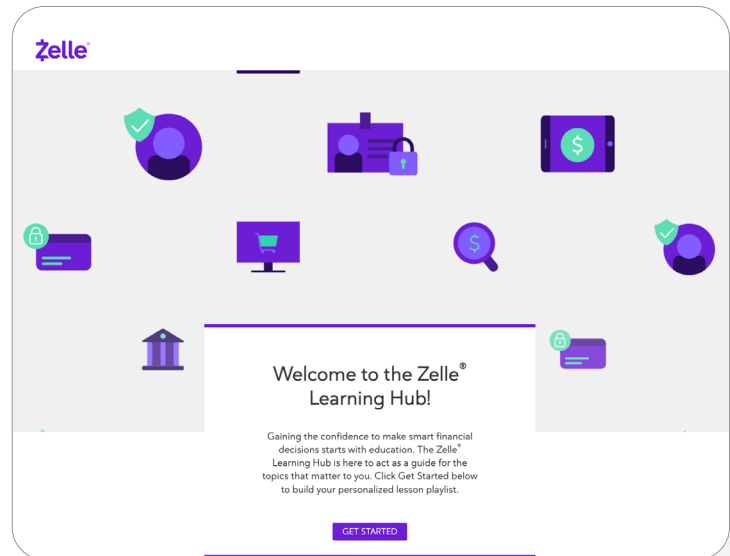 Zelle®
$
$
Welcome to the Zelle®
Learning Hub!
Gaining the confidence to make smart financial
decisions starts with education. The Zelle®
Learning Hub is here to act as a guide for the
topics that matter to you. Click Get Started below
to build your personalized lesson playlist.
GET STARTED